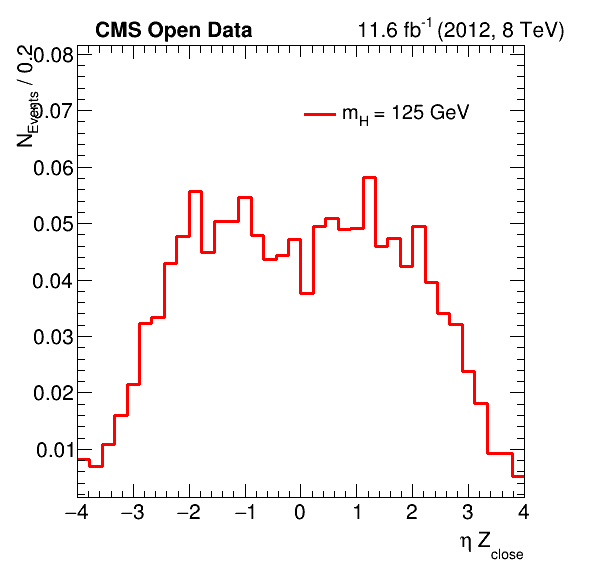 CMS Open Data 11.6 fb-1 (2012, 8 TeV)
NEvents / 0.2
0.08
0.07
mH = 125 GeV
0.06
0.05
0.04
0.03
0.02
0.01
−4 −3 −2 −1 0 1 2 3 4
η Zclose